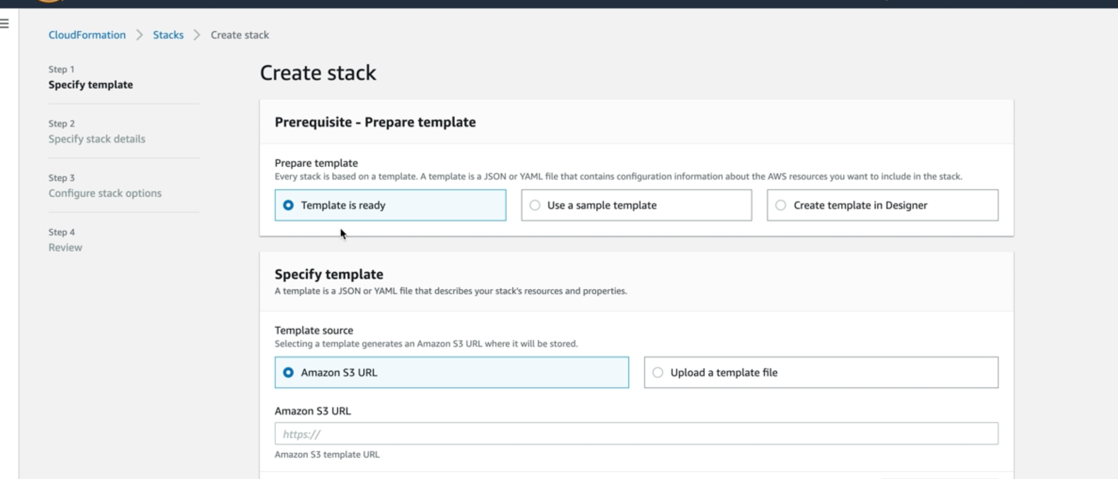 CloudFormation > Stacks > Create stack
Step 1
Specify template
Step 2
Specify stack details
Step 3
Configure stack options
Step 4
Review
Create stack
Prerequisite - Prepare template
Prepare template
Every stack is based on a template. A template is a JSON or YAML file that contains configuration information about the AWS resources you want to include in the stack.
Template is ready
Use a sample template
Create template in Designer
Specify template
A template is a JSON or YAML file that describes your stack's resources and properties.
Template source
Selecting a template generates an Amazon S3 URL where it will be stored.
Amazon S3 URL
Upload a template file
Amazon S3 URL
https://
Amazon S3 template URL